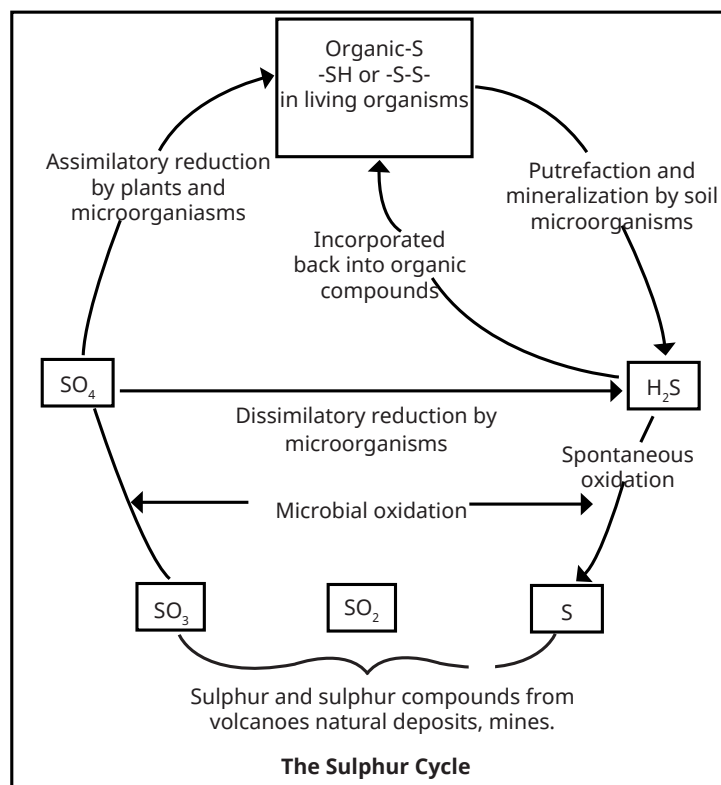 Organic-S
-SH or -S-S-
in living organisms
Assimilatory reduction
by plants and
microorganiasms
Putrefaction and
mineralization by soil
microorganisms
Incorporated
back into organic
compounds
SO₄
H₂S
Dissimilatory reduction by
microorganisms
Spontaneous
oxidation
Microbial oxidation
SO₃
SO₂
S
Sulphur and sulphur compounds from
volcanoes natural deposits, mines.
The Sulphur Cycle